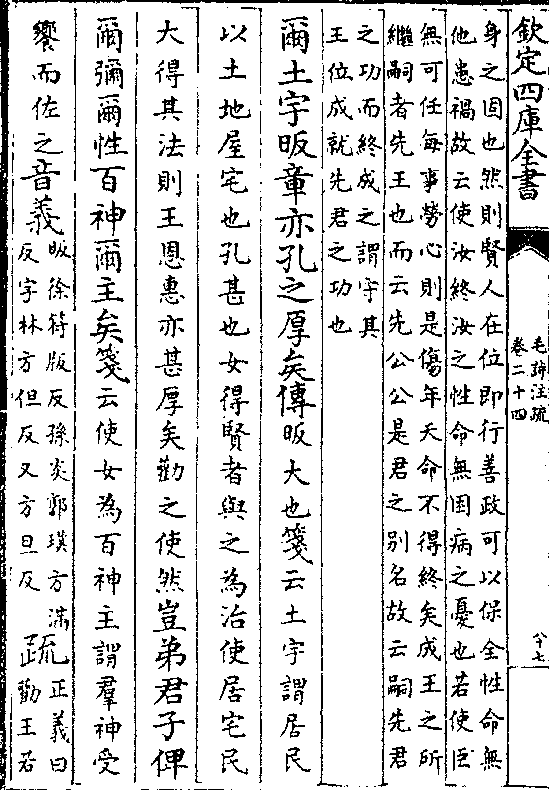 欽定四庫全書
毛詩注疏
卷二十四
八十七
身之困也然則賢人在位即行善政可以保全性命無
他患禍故云使汝終汝之性命無困病之憂也若使臣
無可任每事勞心則是傷年夭命不得終矣成王之所
繼嗣者先王也而云先公公是君之別名故云嗣先君
之功而終成之謂守其
王位成就先君之功也
爾土宇昄章亦孔之厚矣傳昄大也箋云土宇謂居民
以土地屋宅也孔甚也女得賢者與之為治使居宅民
大得其法則王恩惠亦甚厚矣勸之使然豈弟君子俾
爾彌爾性百神爾主矣箋云使女為百神主謂羣神受
饗而佐之音義
昄徐符版反孫炎郭璞方滿
反字林方但反又方旦反
疏
正義曰
勸王若